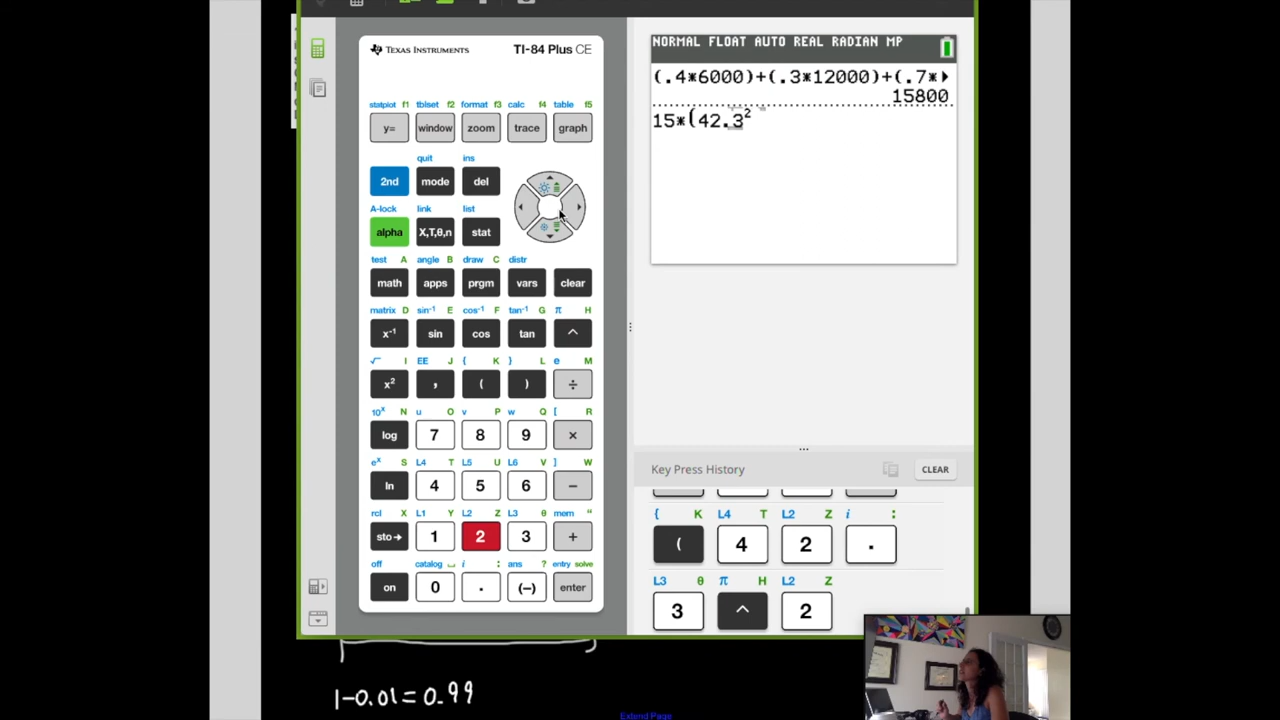 TEXAS INSTRUMENTS TI-84 Plus CE
statplot f1 tblset f2 format f3 calc f4 table f5
y= window zoom trace graph
quit ins
2nd mode del
A-lock link list
alpha X,T,θ,n stat
test A angle B draw C distr
math apps prgm vars clear
matrix D sin⁻¹ E cos⁻¹ F tan⁻¹ G π H
x⁻¹ sin cos tan ^
√ I EE J { K } L e M
x² , ( ) ÷
10ˣ N u O v P w Q [ R
log 7 8 9 ×
eˣ S L4 T L5 U L6 V ] W
ln 4 5 6 −
rcl X L1 Y L2 Z L3 θ mem "
sto→ 1 2 3 +
off catalog ⎵ i : ans ? entry solve
on 0 . (−) enter
NORMAL FLOAT AUTO REAL RADIAN MP
(.4*6000)+(.3*12000)+(.7*
15800
15*(42.3²
Key Press History CLEAR
{ K L4 T L2 Z i :
( 4 2 .
L3 θ π H L2 Z
3 ^ 2
1-0.01=0.99
Extend Page